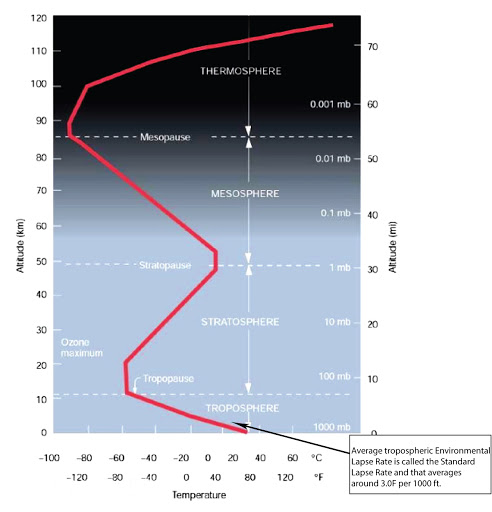 120
110
100
90
80
70
60
50
40
30
20
10
0
Altitude (km)
THERMOSPHERE
0.001 mb
Mesopause
0.01 mb
MESOSPHERE
0.1 mb
Stratopause
1 mb
STRATOSPHERE
10 mb
Ozone
maximum
100 mb
Tropopause
TROPOSPHERE
1000 mb
70
60
50
40
30
20
10
0
Altitude (mi)
-100 -80 -60 -40 -20 0 20 40 60 °C
-120 -80 -40 0 40 80 120 °F
Temperature
Average tropospheric Environmental
Lapse Rate is called the Standard
Lapse Rate and that averages
around 3.0F per 1000 ft.